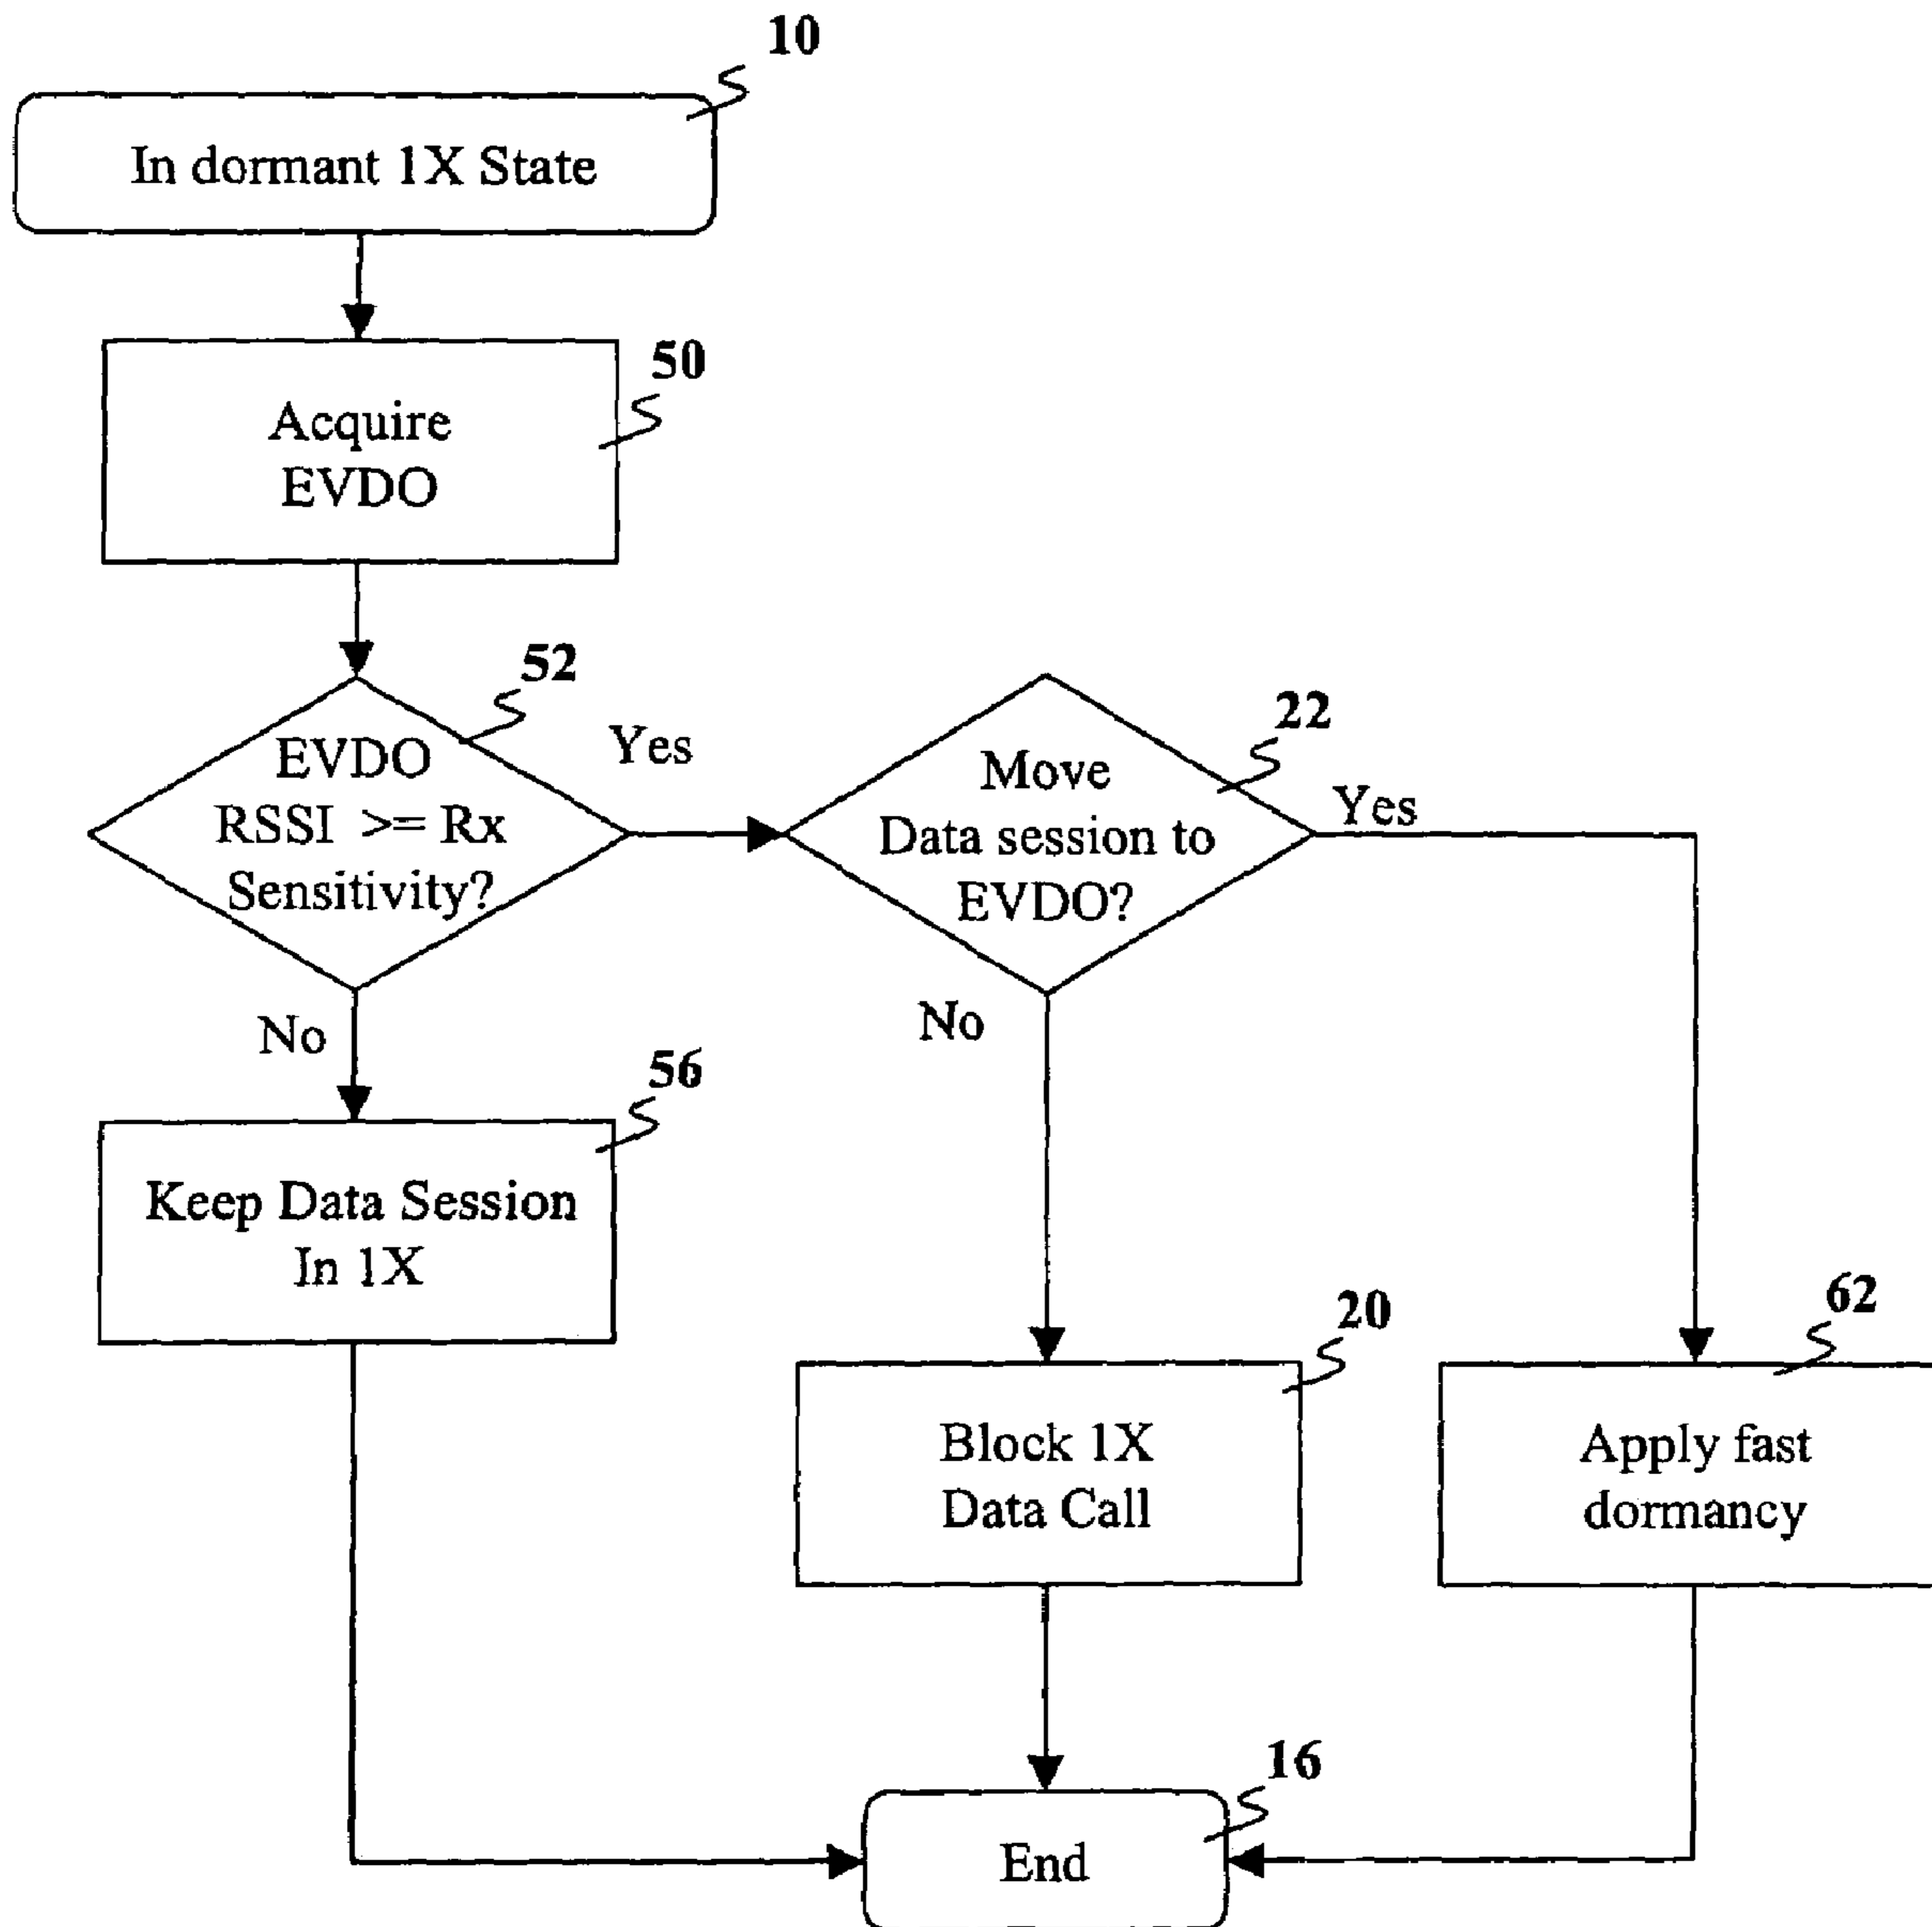 10
In dormant 1X State
50
Acquire
EVDO
52
EVDO
RSSI >= Rx
Sensitivity?
Yes
22
Move
Data session to
EVDO?
Yes
No
No
56
Keep Data Session
In 1X
20
Block 1X
Data Call
62
Apply fast
dormancy
16
End